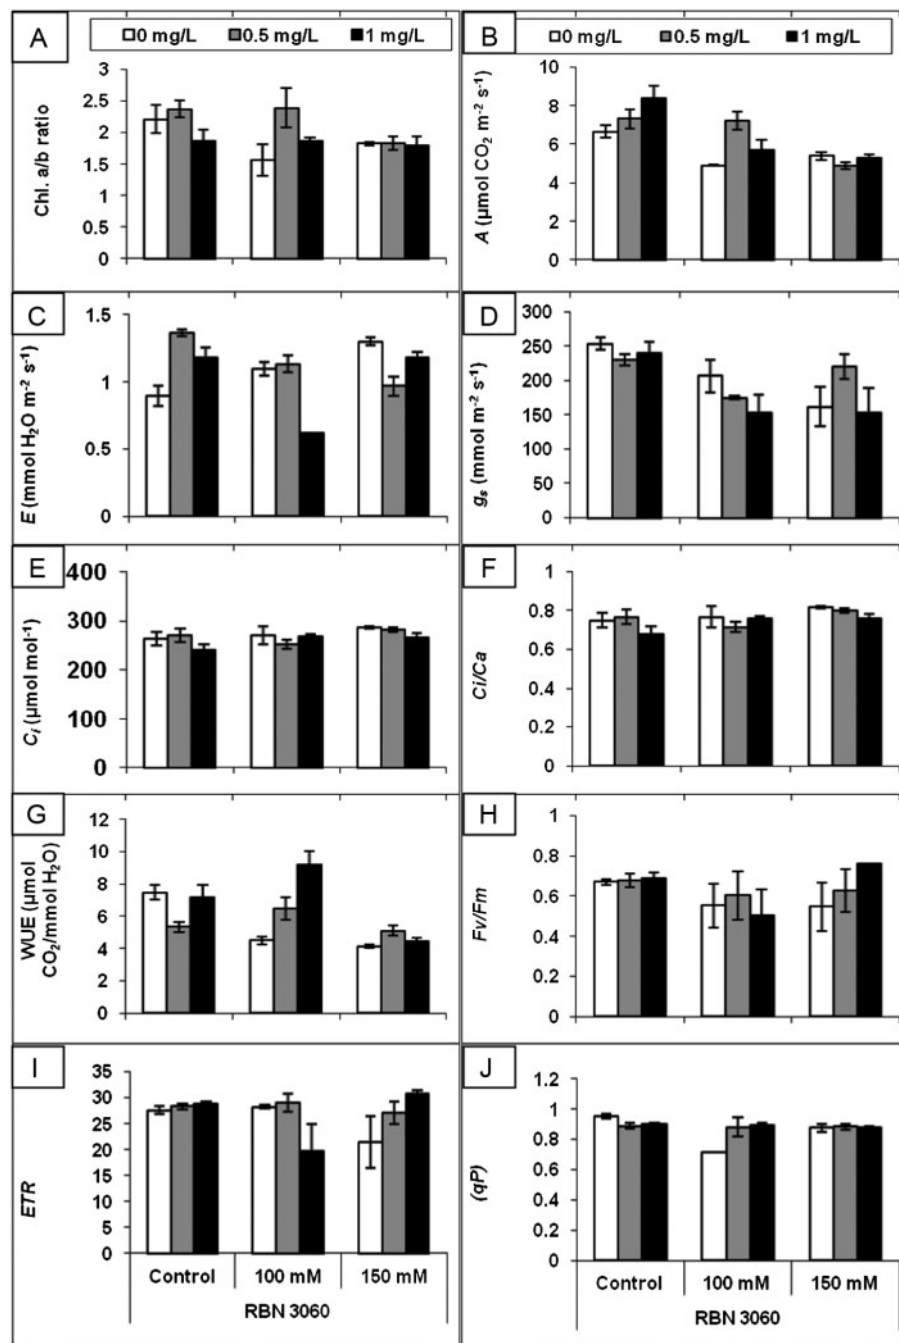 A
0 mg/L 0.5 mg/L 1 mg/L
Chl. a/b ratio
3
2.5
2
1.5
1
0.5
0
B
0 mg/L 0.5 mg/L 1 mg/L
A (µmol CO₂ m⁻² s⁻¹)
10
8
6
4
2
0
C
E (mmol H₂O m⁻² s⁻¹)
1.5
1
0.5
0
D
gₛ (mmol m⁻² s⁻¹)
300
250
200
150
100
50
0
E
Cᵢ (µmol mol⁻¹)
400
300
200
100
0
F
Ci/Ca
1
0.8
0.6
0.4
0.2
0
G
WUE (µmol
CO₂/mmol H₂O)
12
10
8
6
4
2
0
H
Fv/Fm
1
0.8
0.6
0.4
0.2
0
I
ETR
35
30
25
20
15
10
5
0
Control 100 mM 150 mM
RBN 3060
J
(qP)
1.2
1
0.8
0.6
0.4
0.2
0
Control 100 mM 150 mM
RBN 3060